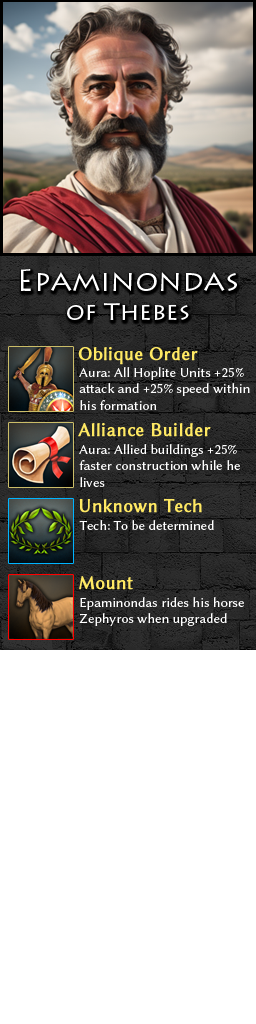 Epaminondas
of Thebes
Oblique Order
Aura: All Hoplite Units +25%
attack and +25% speed within
his formation
Alliance Builder
Aura: Allied buildings +25%
faster construction while he
lives
Unknown Tech
Tech: To be determined
Mount
Epaminondas rides his horse
Zephyros when upgraded